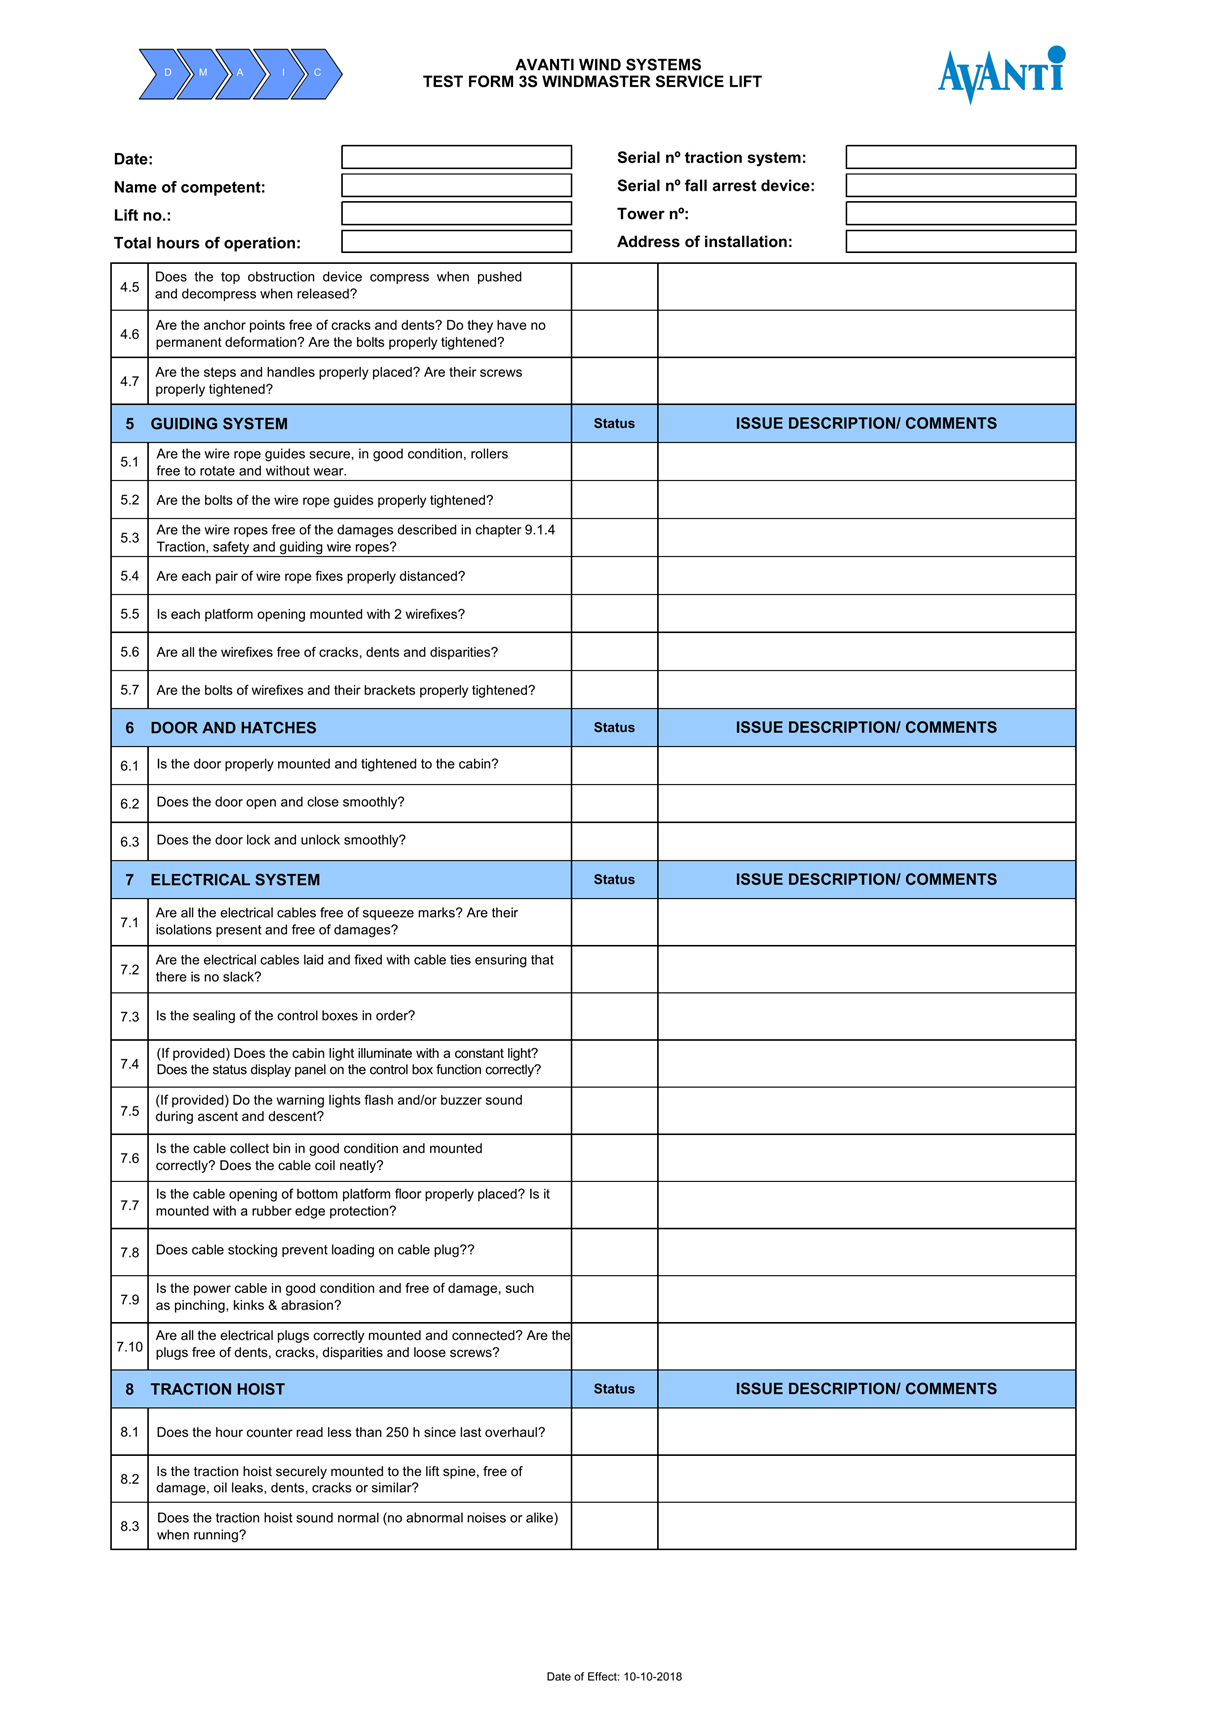 D M A I C
AVANTI WIND SYSTEMS
TEST FORM 3S WINDMASTER SERVICE LIFT
AVANTI
Date:
Name of competent:
Lift no.:
Total hours of operation:
Serial nº traction system:
Serial nº fall arrest device:
Tower nº:
Address of installation:
4.5 Does the top obstruction device compress when pushed
and decompress when released?
4.6 Are the anchor points free of cracks and dents? Do they have no
permanent deformation? Are the bolts properly tightened?
4.7 Are the steps and handles properly placed? Are their screws
properly tightened?
5 GUIDING SYSTEM Status ISSUE DESCRIPTION/ COMMENTS
5.1 Are the wire rope guides secure, in good condition, rollers
free to rotate and without wear.
5.2 Are the bolts of the wire rope guides properly tightened?
5.3 Are the wire ropes free of the damages described in chapter 9.1.4
Traction, safety and guiding wire ropes?
5.4 Are each pair of wire rope fixes properly distanced?
5.5 Is each platform opening mounted with 2 wirefixes?
5.6 Are all the wirefixes free of cracks, dents and disparities?
5.7 Are the bolts of wirefixes and their brackets properly tightened?
6 DOOR AND HATCHES Status ISSUE DESCRIPTION/ COMMENTS
6.1 Is the door properly mounted and tightened to the cabin?
6.2 Does the door open and close smoothly?
6.3 Does the door lock and unlock smoothly?
7 ELECTRICAL SYSTEM Status ISSUE DESCRIPTION/ COMMENTS
7.1 Are all the electrical cables free of squeeze marks? Are their
isolations present and free of damages?
7.2 Are the electrical cables laid and fixed with cable ties ensuring that
there is no slack?
7.3 Is the sealing of the control boxes in order?
7.4 (If provided) Does the cabin light illuminate with a constant light?
Does the status display panel on the control box function correctly?
7.5 (If provided) Do the warning lights flash and/or buzzer sound
during ascent and descent?
7.6 Is the cable collect bin in good condition and mounted
correctly? Does the cable coil neatly?
7.7 Is the cable opening of bottom platform floor properly placed? Is it
mounted with a rubber edge protection?
7.8 Does cable stocking prevent loading on cable plug??
7.9 Is the power cable in good condition and free of damage, such
as pinching, kinks & abrasion?
7.10 Are all the electrical plugs correctly mounted and connected? Are the
plugs free of dents, cracks, disparities and loose screws?
8 TRACTION HOIST Status ISSUE DESCRIPTION/ COMMENTS
8.1 Does the hour counter read less than 250 h since last overhaul?
8.2 Is the traction hoist securely mounted to the lift spine, free of
damage, oil leaks, dents, cracks or similar?
8.3 Does the traction hoist sound normal (no abnormal noises or alike)
when running?
Date of Effect: 10-10-2018